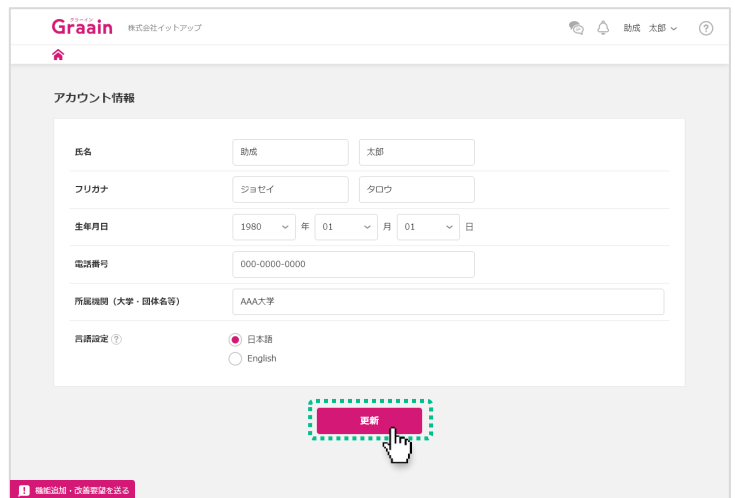 グラーイン
Graain 株式会社イットアップ 助成 太郎 ?
アカウント情報
氏名 助成 太郎
フリガナ ジョセイ タロウ
生年月日 1980 年 01 月 01 日
電話番号 000-0000-0000
所属機関（大学・団体名等） AAA大学
言語設定 ? 日本語
English
更新
機能追加・改善要望を送る